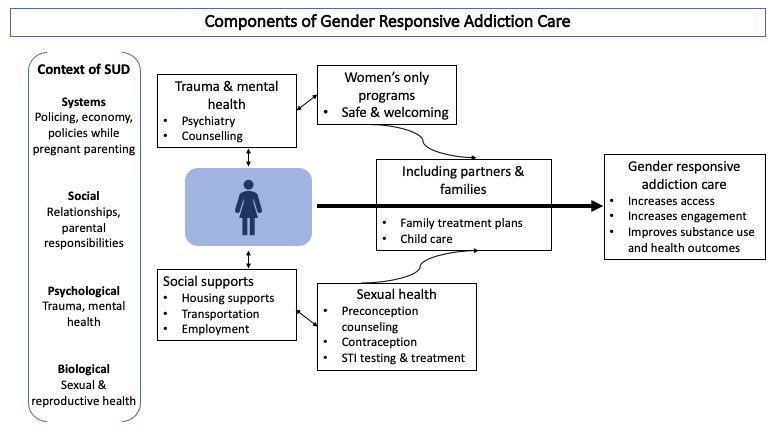 Components of Gender Responsive Addiction Care
Context of SUD
Systems
Policing, economy,
policies while
pregnant parenting
Social
Relationships,
parental
responsibilities
Psychological
Trauma, mental
health
Biological
Sexual &
reproductive health
Trauma & mental
health
• Psychiatry
• Counselling
Women's only
programs
• Safe & welcoming
Including partners &
families
• Family treatment plans
• Child care
Social supports
• Housing supports
• Transportation
• Employment
Sexual health
• Preconception
counseling
• Contraception
• STI testing & treatment
Gender responsive
addiction care
• Increases access
• Increases engagement
• Improves substance use
and health outcomes